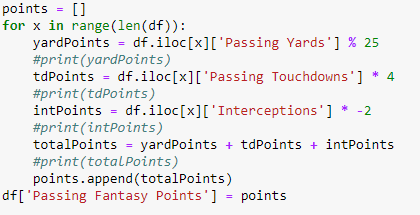 points = []
for x in range(len(df)):
    yardPoints = df.iloc[x]['Passing Yards'] % 25
    #print(yardPoints)
    tdPoints = df.iloc[x]['Passing Touchdowns'] * 4
    #print(tdPoints)
    intPoints = df.iloc[x]['Interceptions'] * -2
    #print(intPoints)
    totalPoints = yardPoints + tdPoints + intPoints
    #print(totalPoints)
    points.append(totalPoints)
df['Passing Fantasy Points'] = points